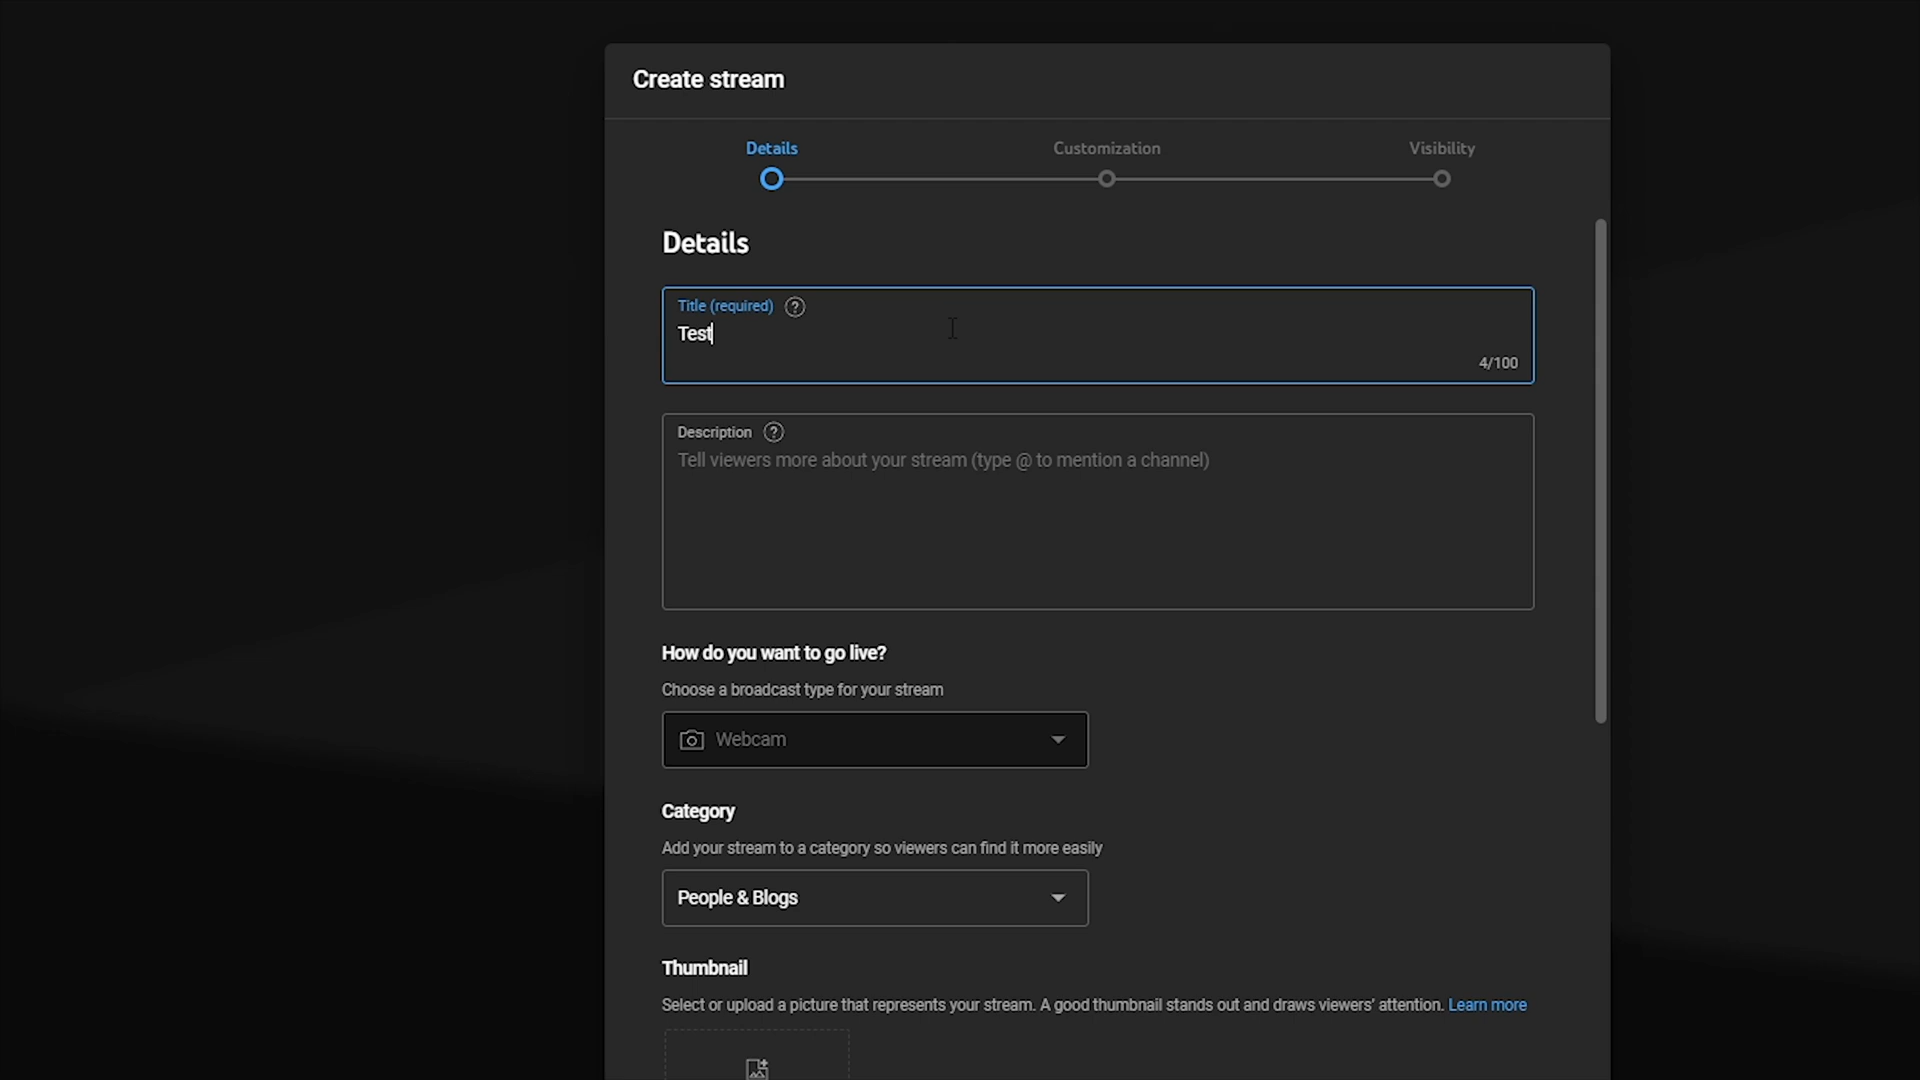 Create stream
Details
Customization
Visibility
Details
Title (required)
Test
4/100
Description
Tell viewers more about your stream (type @ to mention a channel)
How do you want to go live?
Choose a broadcast type for your stream
Webcam
Category
Add your stream to a category so viewers can find it more easily
People & Blogs
Thumbnail
Select or upload a picture that represents your stream. A good thumbnail stands out and draws viewers' attention. Learn more